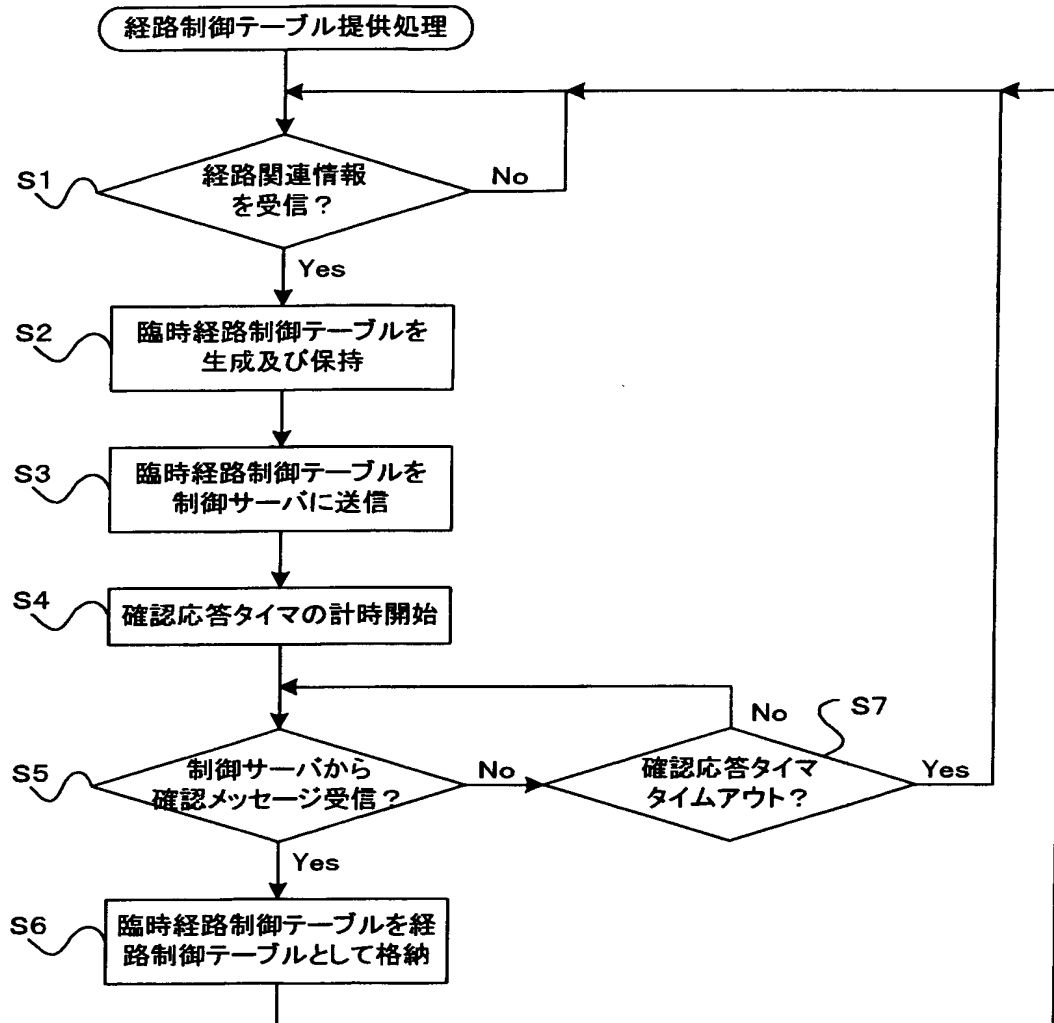 経路制御テーブル提供処理
S1
経路関連情報
を受信？
No
Yes
S2
臨時経路制御テーブルを
生成及び保持
S3
臨時経路制御テーブルを
制御サーバに送信
S4
確認応答タイマの計時開始
S5
制御サーバから
確認メッセージ受信？
No
No
S7
確認応答タイマ
タイムアウト？
Yes
Yes
S6
臨時経路制御テーブルを経
路制御テーブルとして格納